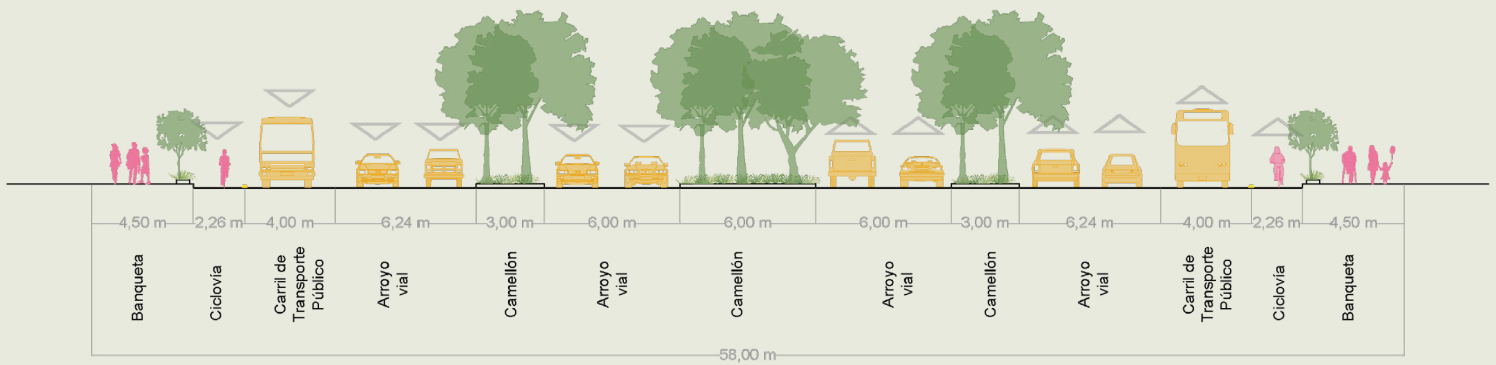 4,50 m 2,26 m 4,00 m 6,24 m 3,00 m 6,00 m 6,00 m 6,00 m 3,00 m 6,24 m 4,00 m 2,26 m 4,50 m
Banqueta
Ciclovía
Carril de
Transporte
Público
Arroyo
vial
Camellón
Arroyo
vial
Camellón
Arroyo
vial
Camellón
Arroyo
vial
Carril de
Transporte
Público
Ciclovía
Banqueta
58,00 m